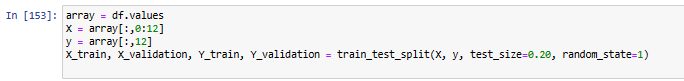 In [153]: array = df.values
X = array[:,0:12]
y = array[:,12]
X_train, X_validation, Y_train, Y_validation = train_test_split(X, y, test_size=0.20, random_state=1)